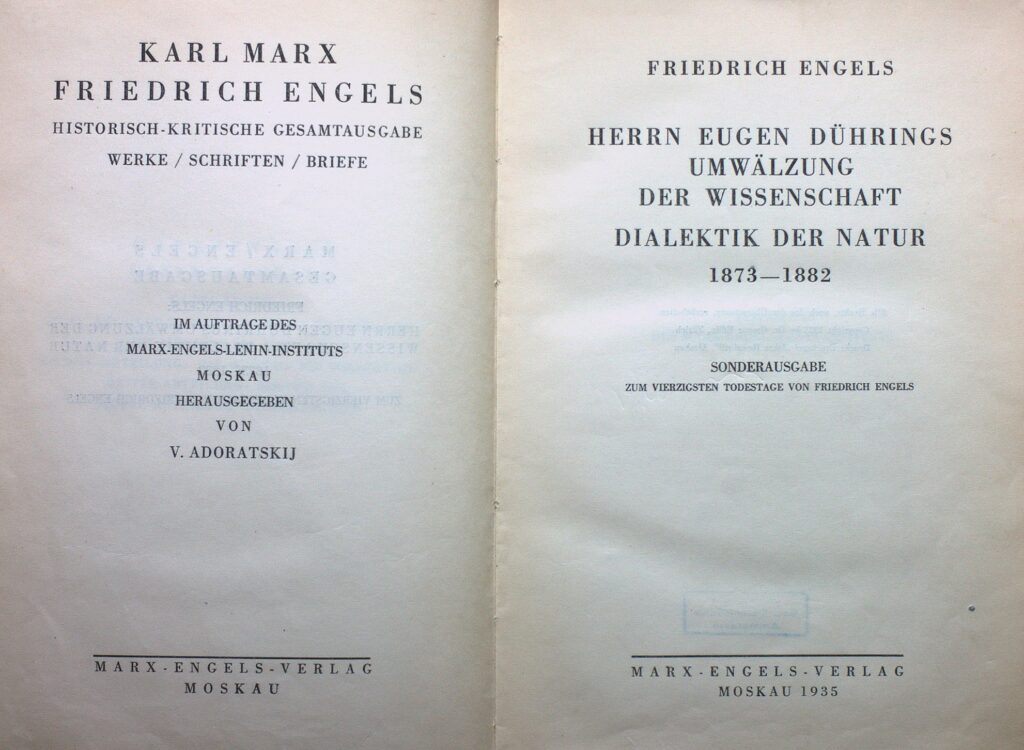 KARL MARX
FRIEDRICH ENGELS
HISTORISCH-KRITISCHE GESAMTAUSGABE
WERKE / SCHRIFTEN / BRIEFE
IM AUFTRAGE DES
MARX-ENGELS-LENIN-INSTITUTS
MOSKAU
HERAUSGEGEBEN
VON
V. ADORATSKIJ
MARX-ENGELS-VERLAG
MOSKAU
FRIEDRICH ENGELS
HERRN EUGEN DÜHRINGS
UMWÄLZUNG
DER WISSENSCHAFT
DIALEKTIK DER NATUR
1873—1882
SONDERAUSGABE
ZUM VIERZIGSTEN TODESTAGE VON FRIEDRICH ENGELS
MARX-ENGELS-VERLAG
MOSKAU 1935